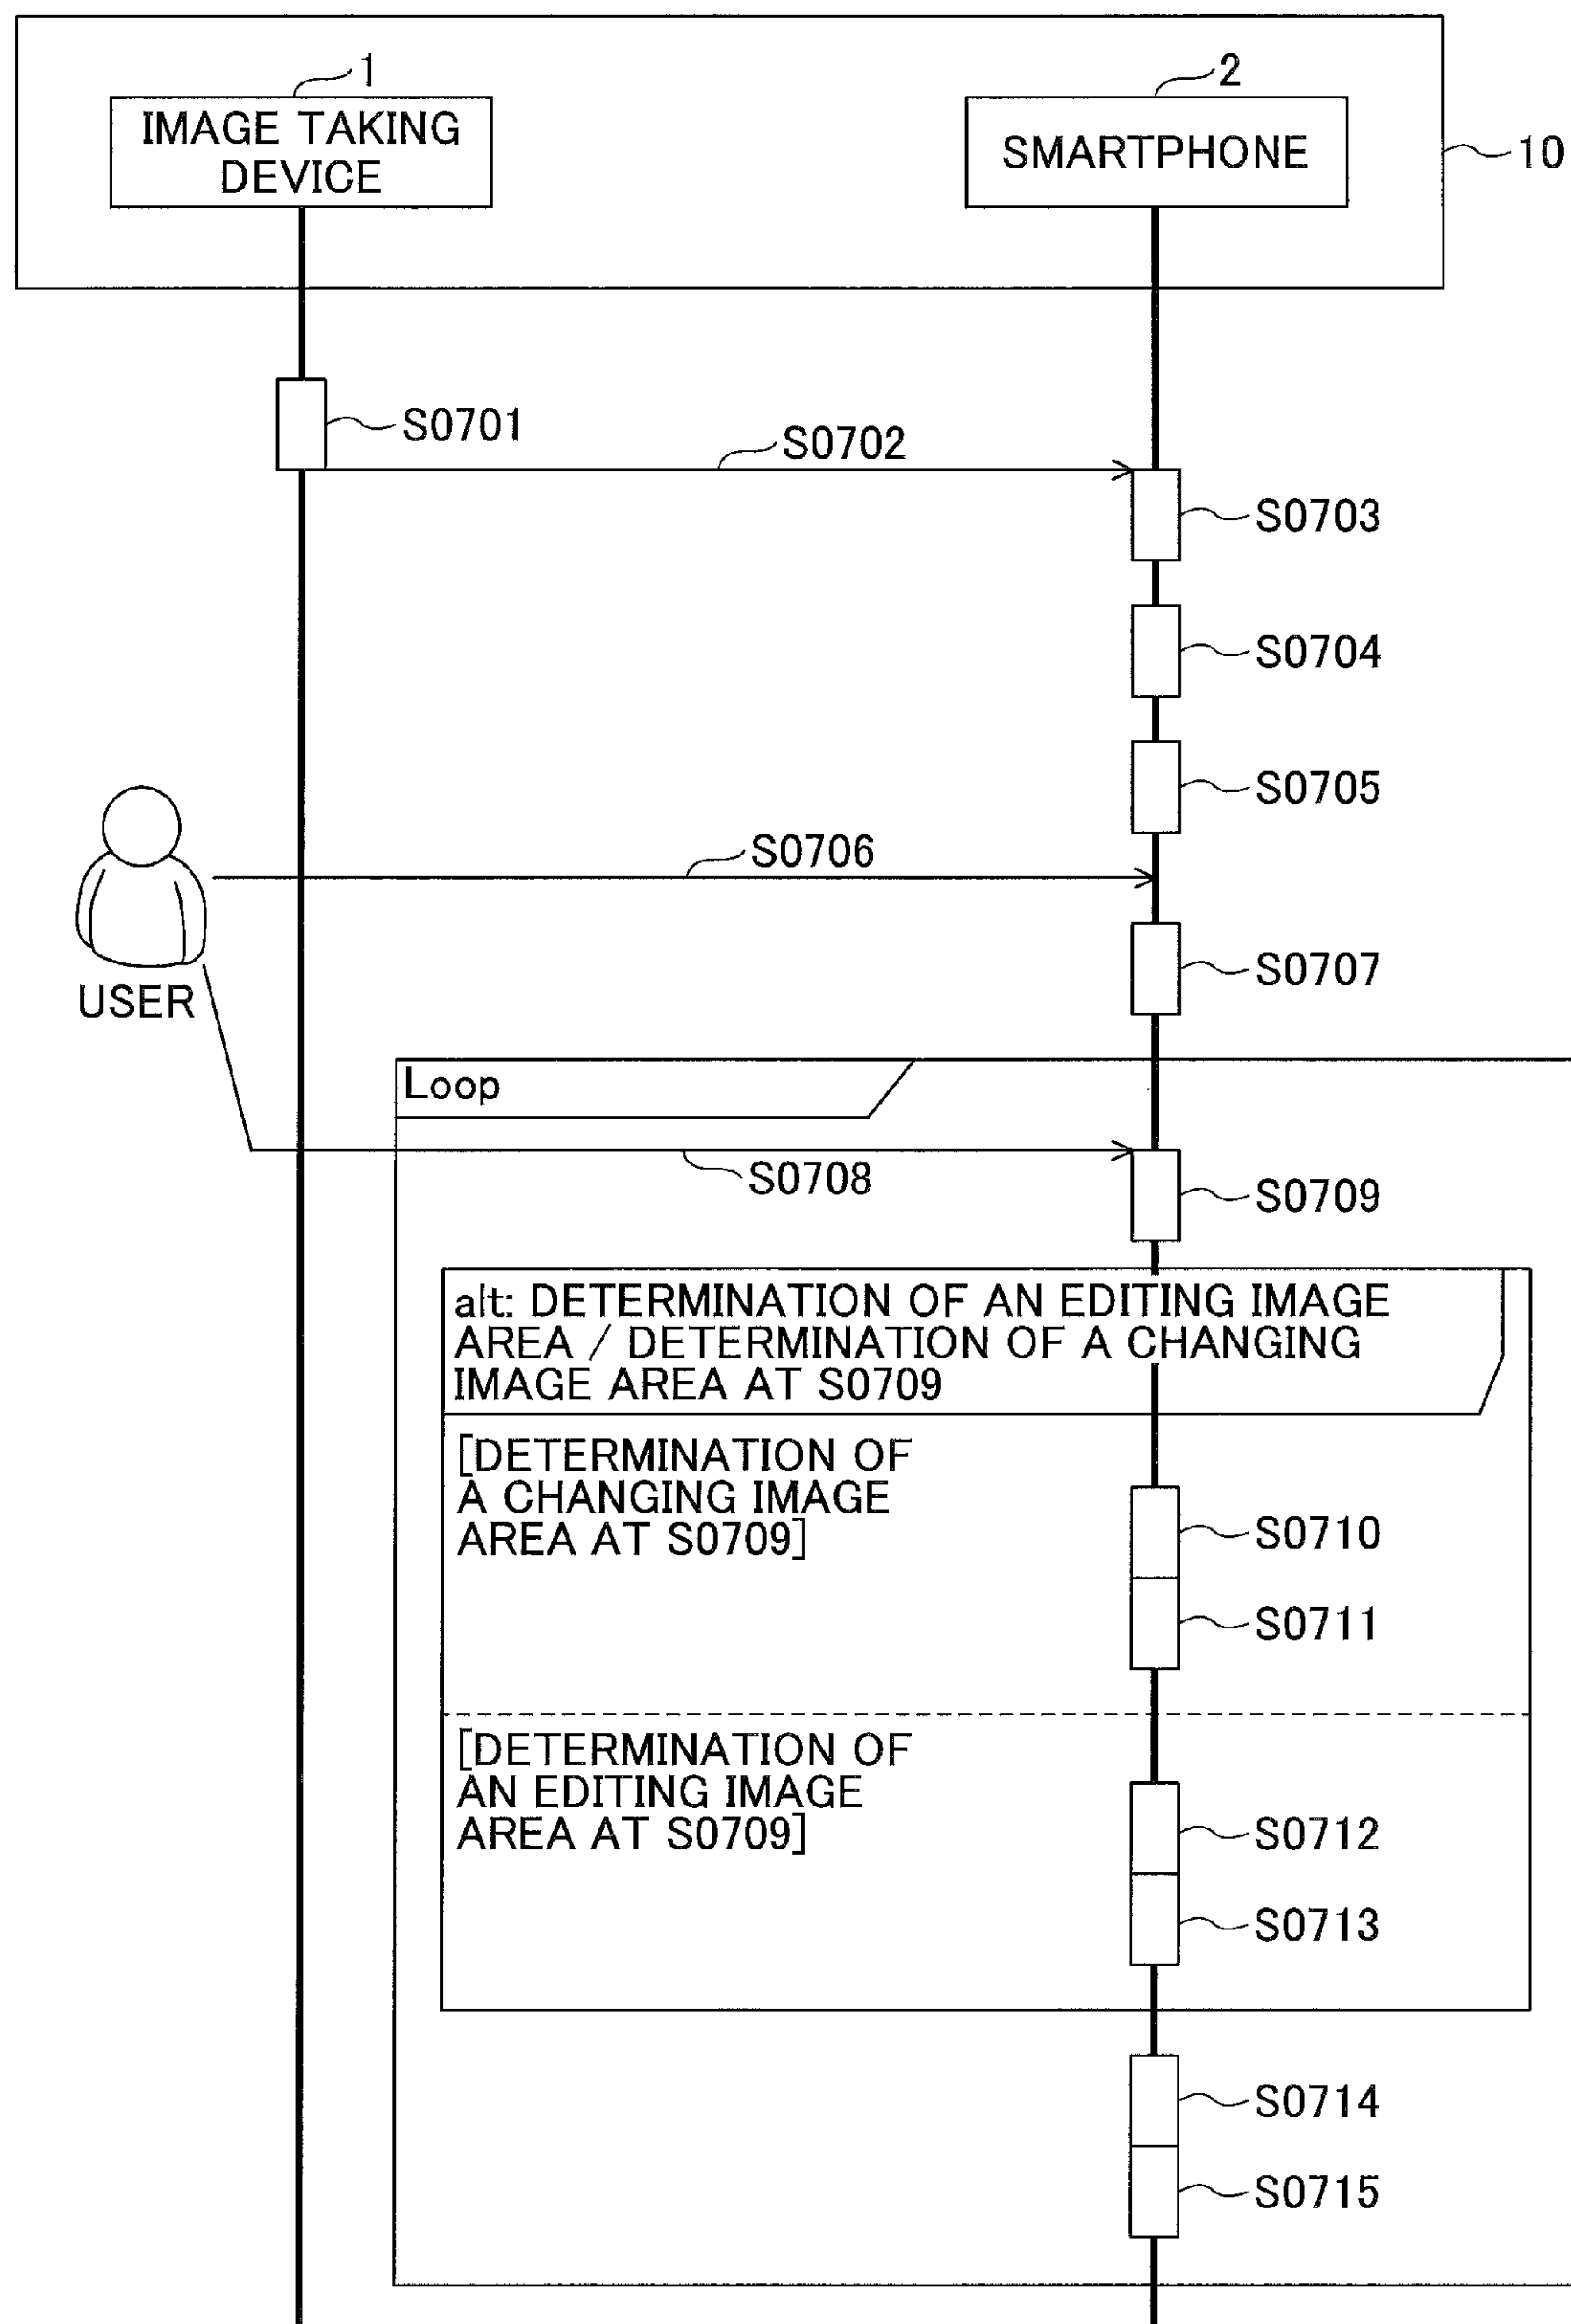 1
2
IMAGE TAKING
DEVICE
SMARTPHONE
10
S0701
S0702
S0703
S0704
S0705
S0706
S0707
USER
Loop
S0708
S0709
alt: DETERMINATION OF AN EDITING IMAGE
AREA / DETERMINATION OF A CHANGING
IMAGE AREA AT S0709
[DETERMINATION OF
A CHANGING IMAGE
AREA AT S0709]
S0710
S0711
[DETERMINATION OF
AN EDITING IMAGE
AREA AT S0709]
S0712
S0713
S0714
S0715